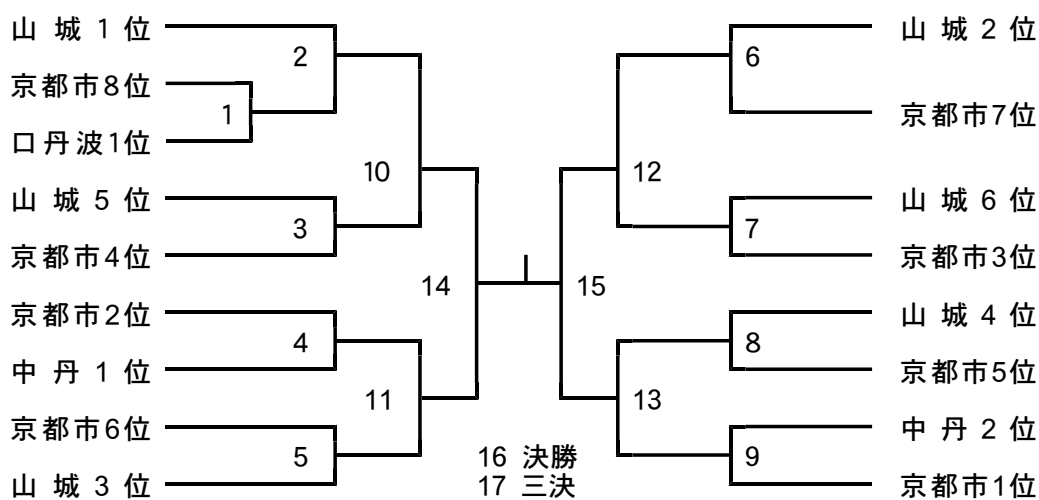 山 城 1 位
京都市8位
口丹波1位
山 城 5 位
京都市4位
京都市2位
中 丹 1 位
京都市6位
山 城 3 位
2
1
3
10
4
11
5
14
15
16 決勝
17 三決
12
13
6
7
8
9
山 城 2 位
京都市7位
山 城 6 位
京都市3位
山 城 4 位
京都市5位
中 丹 2 位
京都市1位